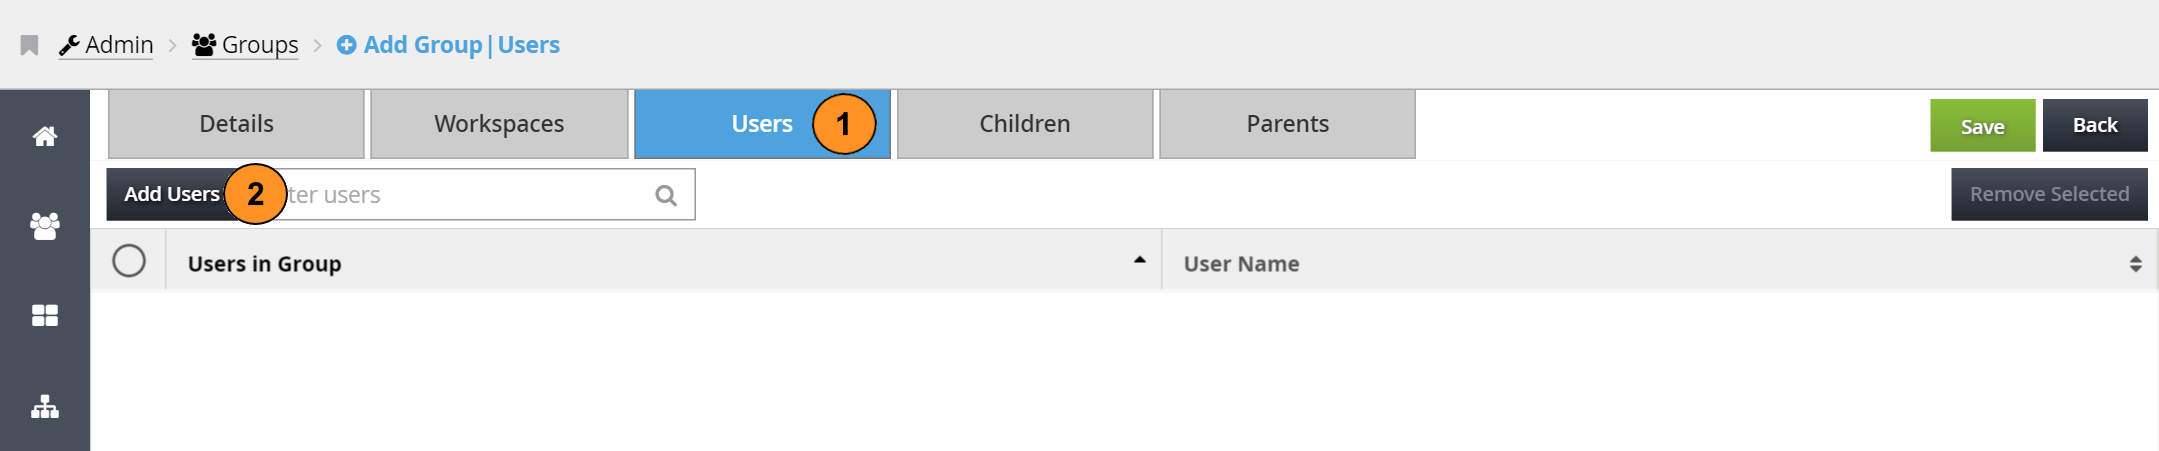 Admin > Groups > Add Group|Users
Details Workspaces Users 1 Children Parents Save Back
Add Users 2 ter users Remove Selected
Users in Group User Name